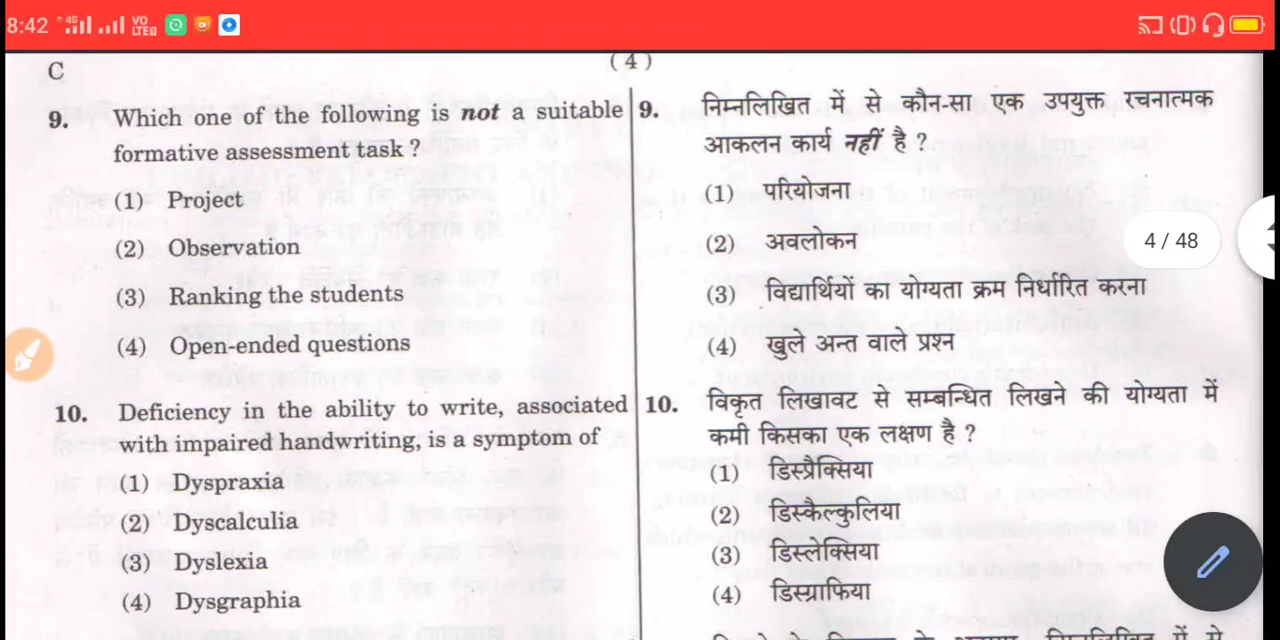 8:42
4G
VO
LTE
C
( 4 )
9. Which one of the following is not a suitable
formative assessment task ?
(1) Project
(2) Observation
(3) Ranking the students
(4) Open-ended questions
10. Deficiency in the ability to write, associated
with impaired handwriting, is a symptom of
(1) Dyspraxia
(2) Dyscalculia
(3) Dyslexia
(4) Dysgraphia
9. निम्नलिखित में से कौन-सा एक उपयुक्त रचनात्मक
आकलन कार्य नहीं है ?
(1) परियोजना
(2) अवलोकन
(3) विद्यार्थियों का योग्यता क्रम निर्धारित करना
(4) खुले अन्त वाले प्रश्न
10. विकृत लिखावट से सम्बन्धित लिखने की योग्यता में
कमी किसका एक लक्षण है ?
(1) डिस्प्रैक्सिया
(2) डिस्कैल्कुलिया
(3) डिस्लेक्सिया
(4) डिस्ग्राफिया
4 / 48